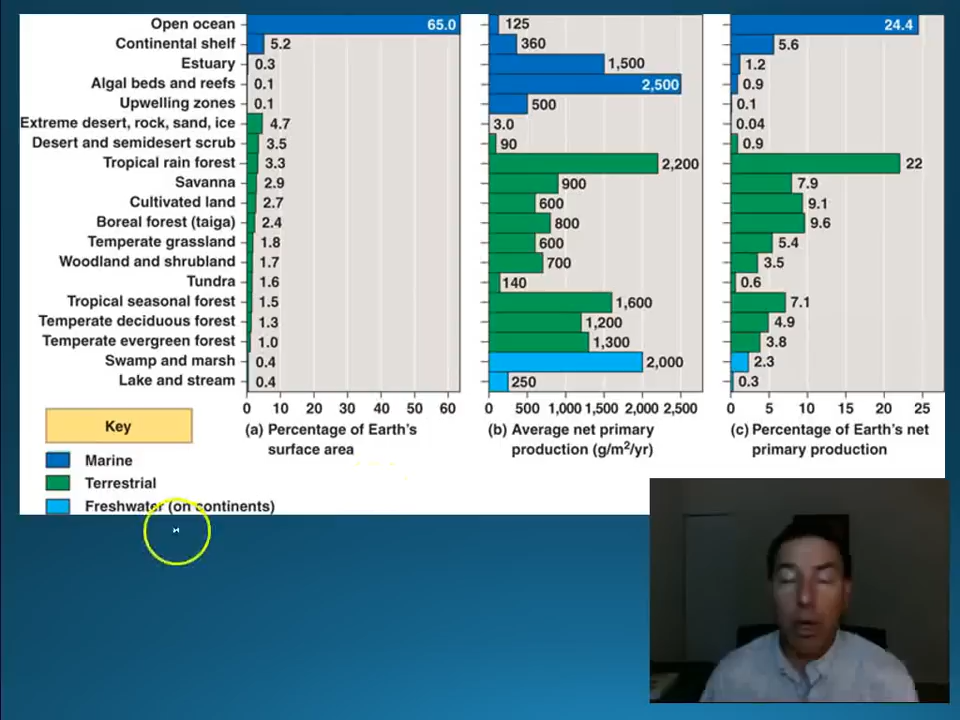 Open ocean 65.0 125 24.4
Continental shelf 5.2 360 5.6
Estuary 0.3 1,500 1.2
Algal beds and reefs 0.1 2,500 0.9
Upwelling zones 0.1 500 0.1
Extreme desert, rock, sand, ice 4.7 3.0 0.04
Desert and semidesert scrub 3.5 90 0.9
Tropical rain forest 3.3 2,200 22
Savanna 2.9 900 7.9
Cultivated land 2.7 600 9.1
Boreal forest (taiga) 2.4 800 9.6
Temperate grassland 1.8 600 5.4
Woodland and shrubland 1.7 700 3.5
Tundra 1.6 140 0.6
Tropical seasonal forest 1.5 1,600 7.1
Temperate deciduous forest 1.3 1,200 4.9
Temperate evergreen forest 1.0 1,300 3.8
Swamp and marsh 0.4 2,000 2.3
Lake and stream 0.4 250 0.3
0 10 20 30 40 50 60 0 500 1,000 1,500 2,000 2,500 0 5 10 15 20 25
Key
(a) Percentage of Earth's
surface area
(b) Average net primary
production (g/m²/yr)
(c) Percentage of Earth's net
primary production
Marine
Terrestrial
Freshwater (on continents)